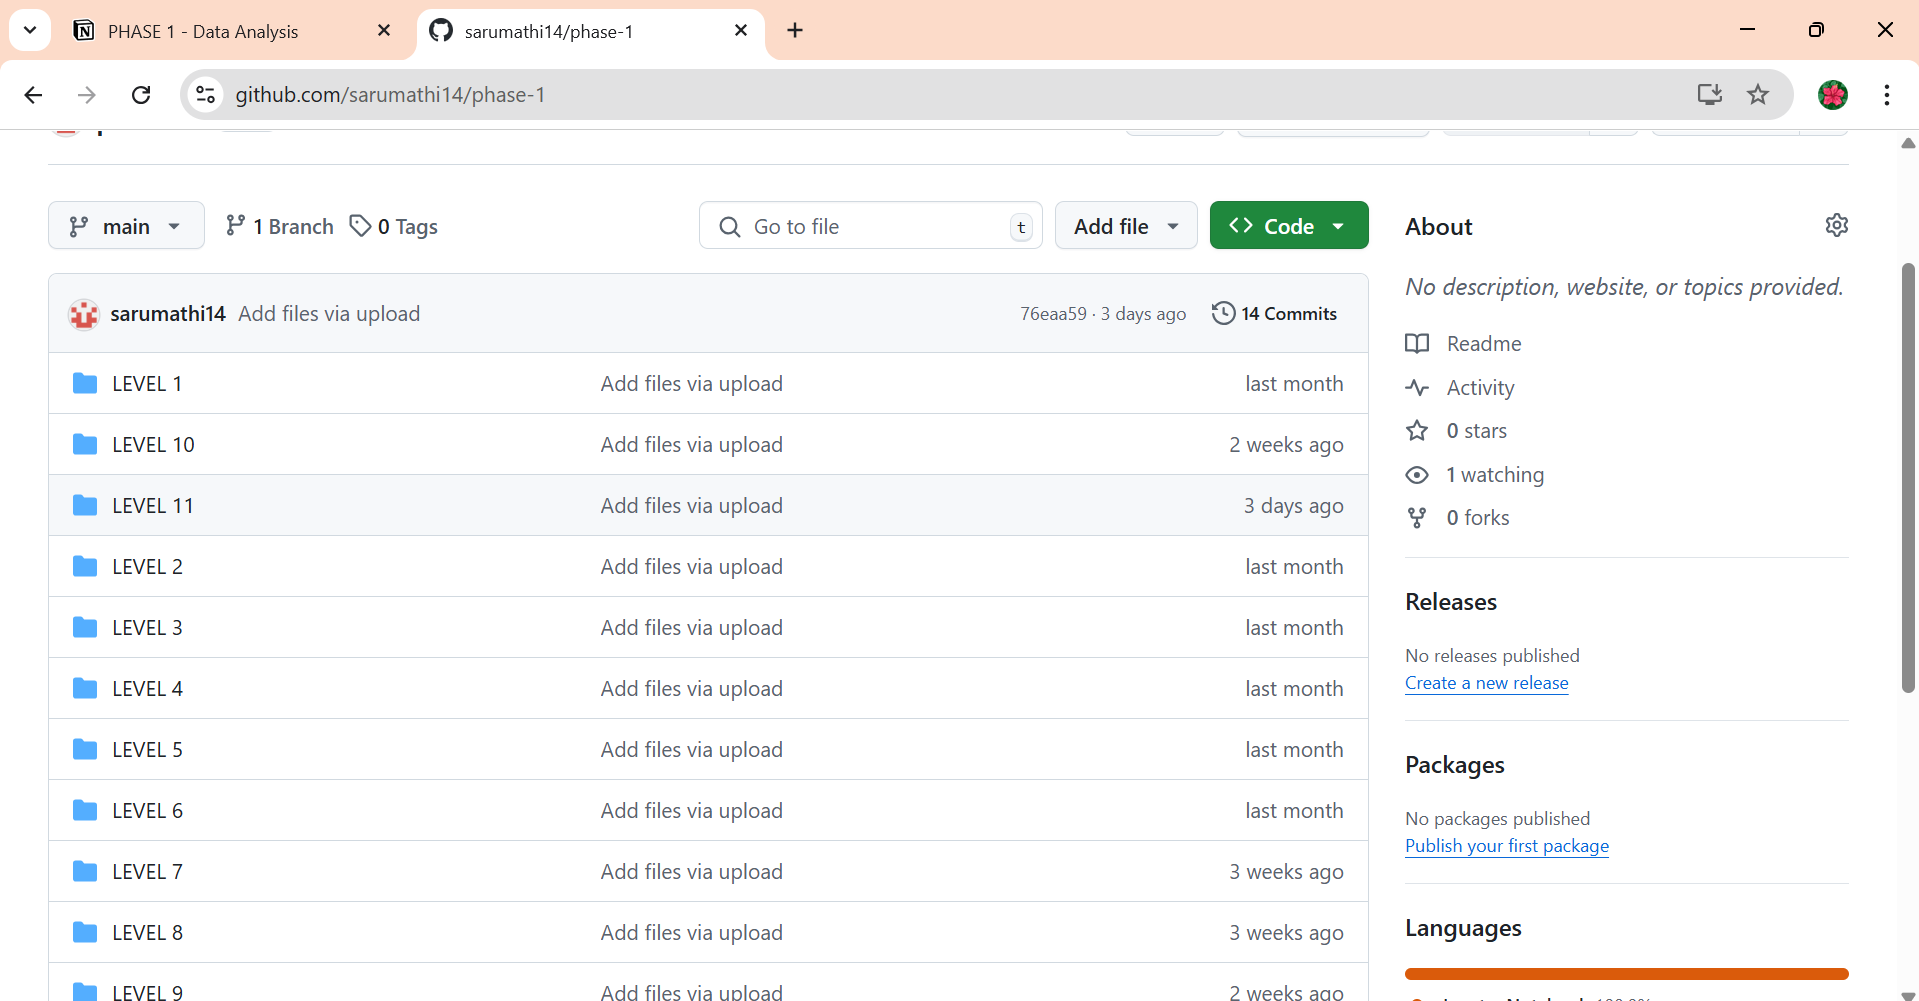 PHASE 1 - Data Analysis
sarumathi14/phase-1
github.com/sarumathi14/phase-1
main
1 Branch
0 Tags
Go to file
t
Add file
Code
sarumathi14 Add files via upload
76eaa59 · 3 days ago
14 Commits
LEVEL 1 Add files via upload last month
LEVEL 10 Add files via upload 2 weeks ago
LEVEL 11 Add files via upload 3 days ago
LEVEL 2 Add files via upload last month
LEVEL 3 Add files via upload last month
LEVEL 4 Add files via upload last month
LEVEL 5 Add files via upload last month
LEVEL 6 Add files via upload last month
LEVEL 7 Add files via upload 3 weeks ago
LEVEL 8 Add files via upload 3 weeks ago
LEVEL 9 Add files via upload 2 weeks ago
About
No description, website, or topics provided.
Readme
Activity
0 stars
1 watching
0 forks
Releases
No releases published
Create a new release
Packages
No packages published
Publish your first package
Languages